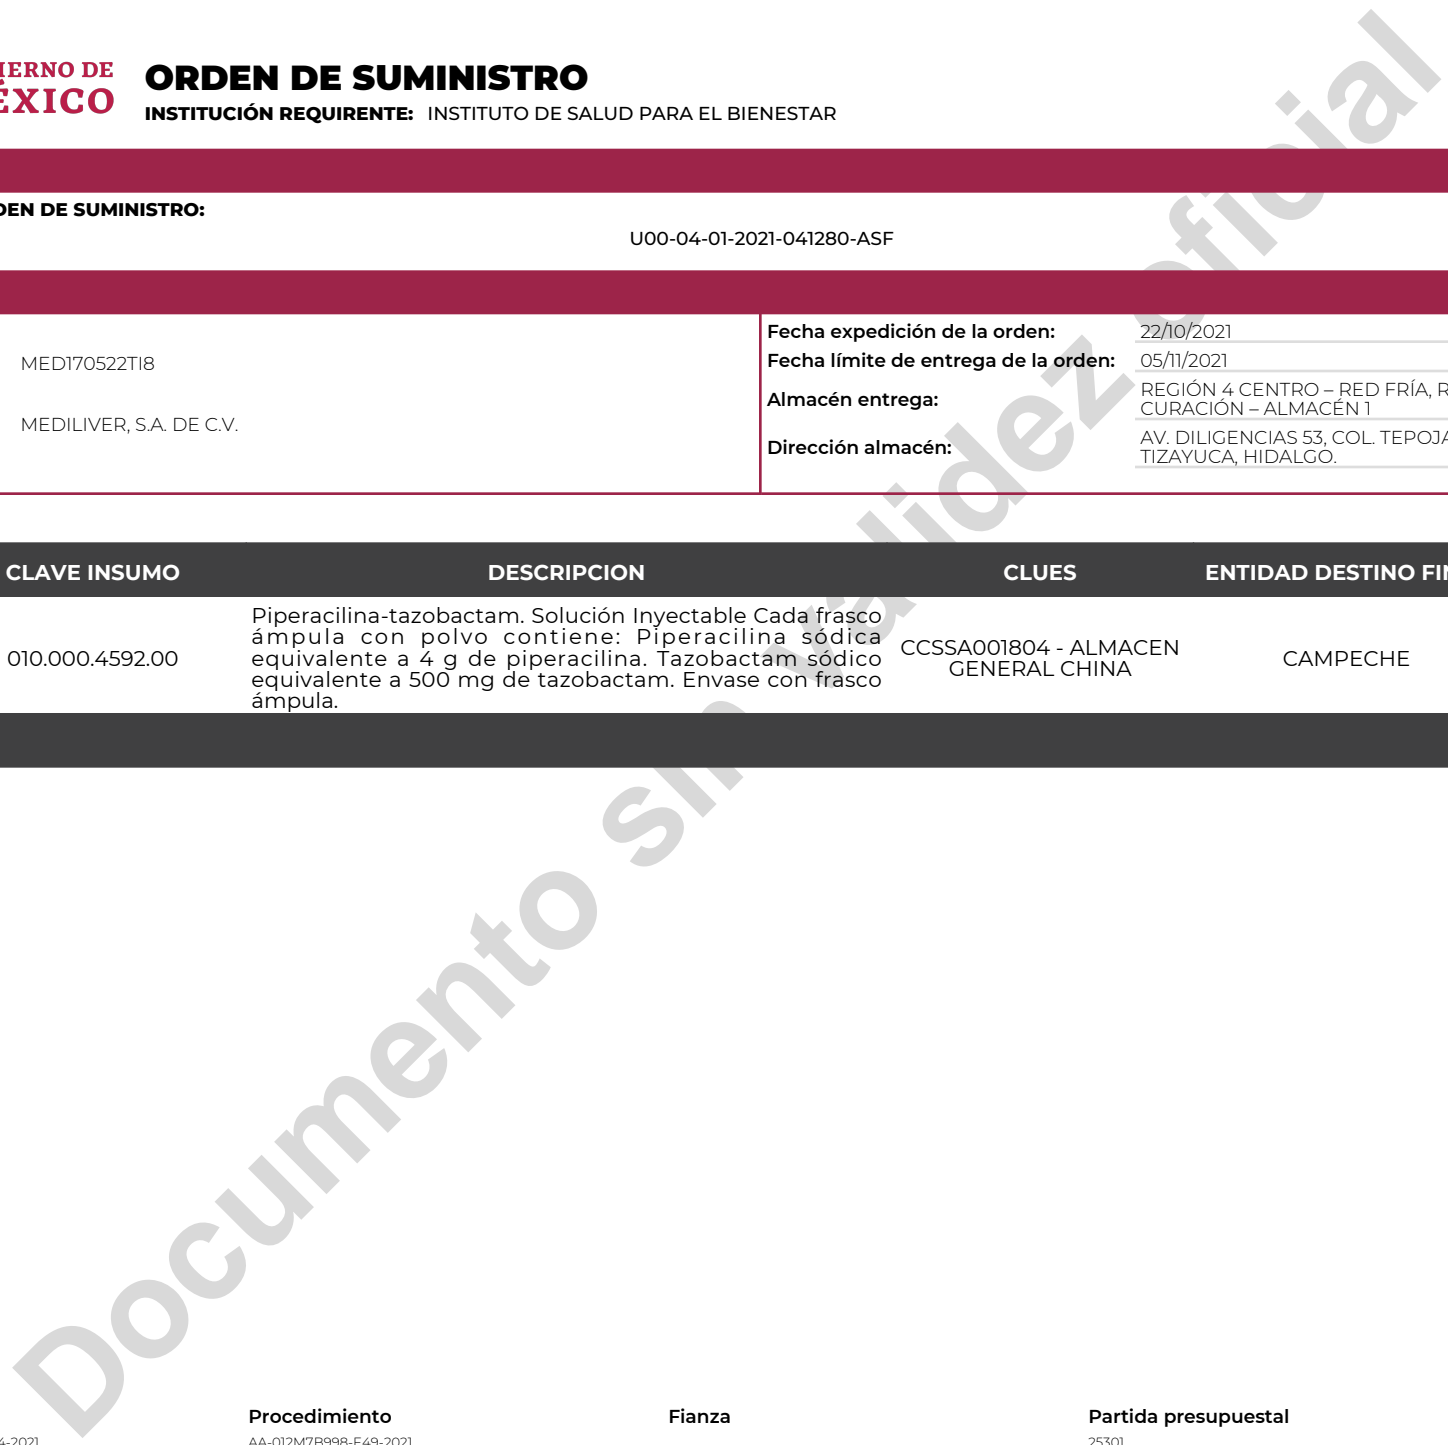 IERNO DE
ÉXICO
ORDEN DE SUMINISTRO
INSTITUCIÓN REQUIRENTE: INSTITUTO DE SALUD PARA EL BIENESTAR
DEN DE SUMINISTRO:
U00-04-01-2021-041280-ASF
MED170522TI8
MEDILIVER, S.A. DE C.V.
Fecha expedición de la orden: 22/10/2021
Fecha límite de entrega de la orden: 05/11/2021
Almacén entrega: REGIÓN 4 CENTRO – RED FRÍA, R
CURACIÓN – ALMACÉN 1
Dirección almacén: AV. DILIGENCIAS 53, COL. TEPOJA
TIZAYUCA, HIDALGO.
CLAVE INSUMO DESCRIPCION CLUES ENTIDAD DESTINO FIN
010.000.4592.00
Piperacilina-tazobactam. Solución Inyectable Cada frasco
ámpula con polvo contiene: Piperacilina sódica
equivalente a 4 g de piperacilina. Tazobactam sódico
equivalente a 500 mg de tazobactam. Envase con frasco
ámpula.
CCSSA001804 - ALMACEN
GENERAL CHINA
CAMPECHE
Documento sin validez oficial
Procedimiento Fianza Partida presupuestal
4-2021 AA-012M7B998-E49-2021 25301